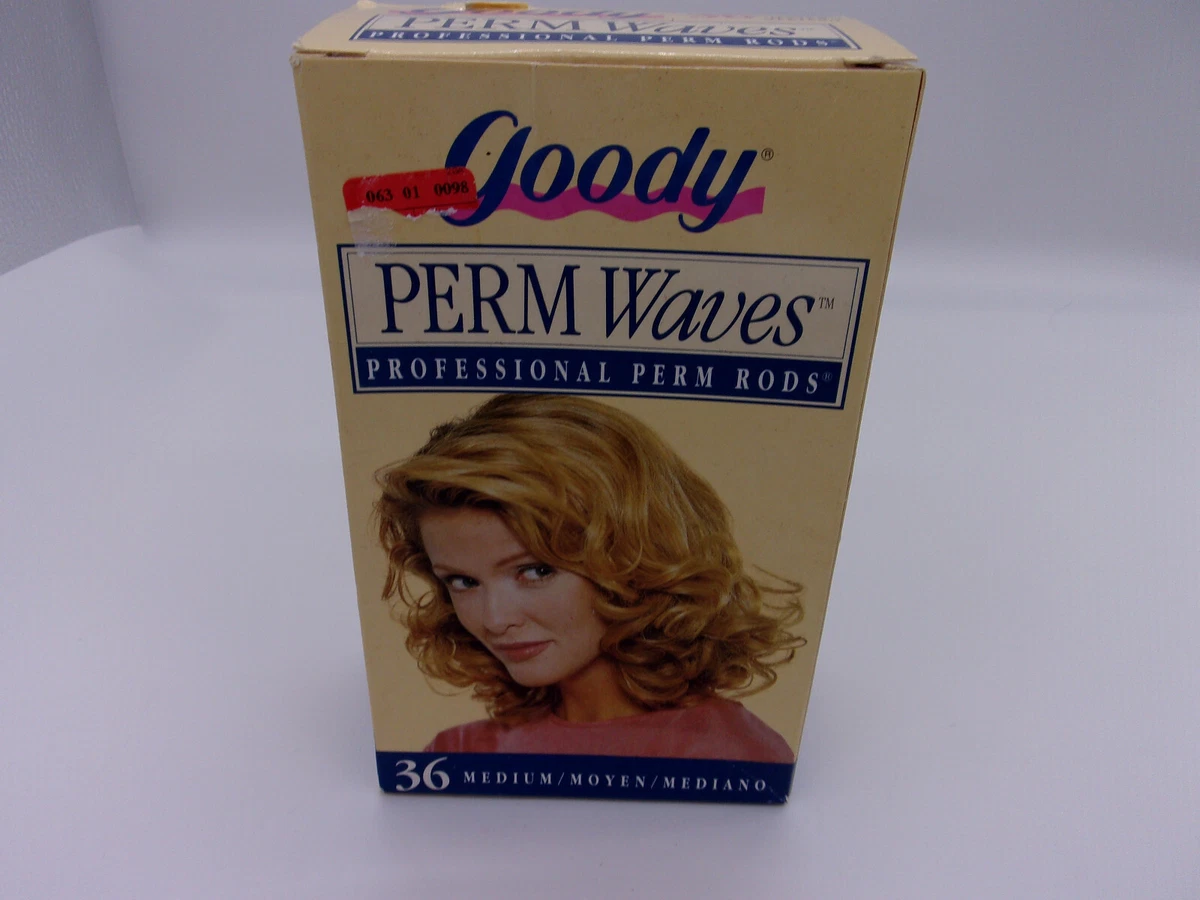 PERM Waves
PROFESSIONAL PERM RODS
goody®
063 01 0098
PERM Waves™
PROFESSIONAL PERM RODS®
36 MEDIUM/MOYEN/MEDIANO